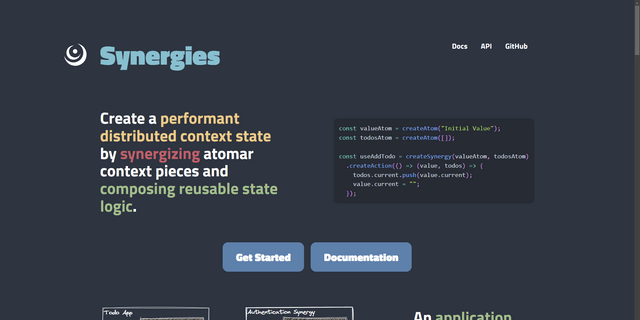 Synergies
Docs API GitHub
Create a performant
distributed context state
by synergizing atomar
context pieces and
composing reusable state
logic.
const valueAtom = createAtom("Initial Value");
const todosAtom = createAtom([]);
const useAddTodo = createSynergy(valueAtom, todosAtom)
.createAction(() => (value, todos) => {
todos.current.push(value.current);
value.current = "";
});
Get Started Documentation
Todo App
Authentication Synergy
An application